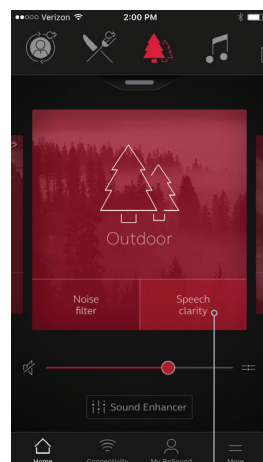 Verizon 2:00 PM
Outdoor
Noise
filter
Speech
clarity
Sound Enhancer
Home Connectivity My ReSound More